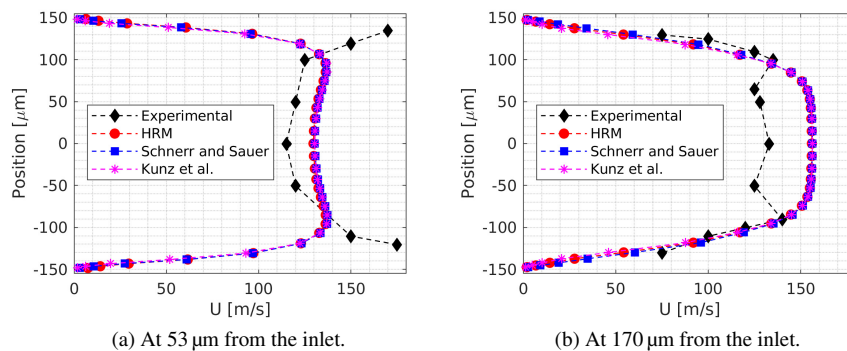 150
100
50
0
-50
-100
-150
Position [μm]
Experimental
HRM
Schnerr and Sauer
Kunz et al.
0 50 100 150
U [m/s]
(a) At 53 μm from the inlet.
150
100
50
0
-50
-100
-150
Position [μm]
Experimental
HRM
Schnerr and Sauer
Kunz et al.
0 50 100 150
U [m/s]
(b) At 170 μm from the inlet.